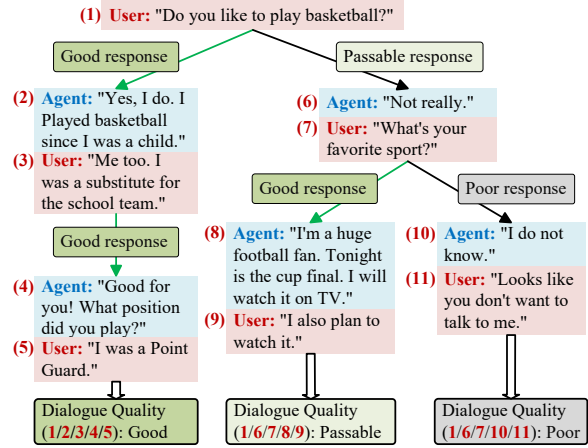 (1) User: "Do you like to play basketball?"
Good response
Passable response
(2) Agent: "Yes, I do. I
Played basketball
since I was a child."
(3) User: "Me too. I
was a substitute for
the school team."
(6) Agent: "Not really."
(7) User: "What's your
favorite sport?"
Good response
Poor response
Good response
(8) Agent: "I'm a huge
football fan. Tonight
is the cup final. I will
watch it on TV."
(9) User: "I also plan to
watch it."
(10) Agent: "I do not
know."
(11) User: "Looks like
you don't want to
talk to me."
(4) Agent: "Good for
you! What position
did you play?"
(5) User: "I was a Point
Guard."
Dialogue Quality
(1/2/3/4/5): Good
Dialogue Quality
(1/6/7/8/9): Passable
Dialogue Quality
(1/6/7/10/11): Poor